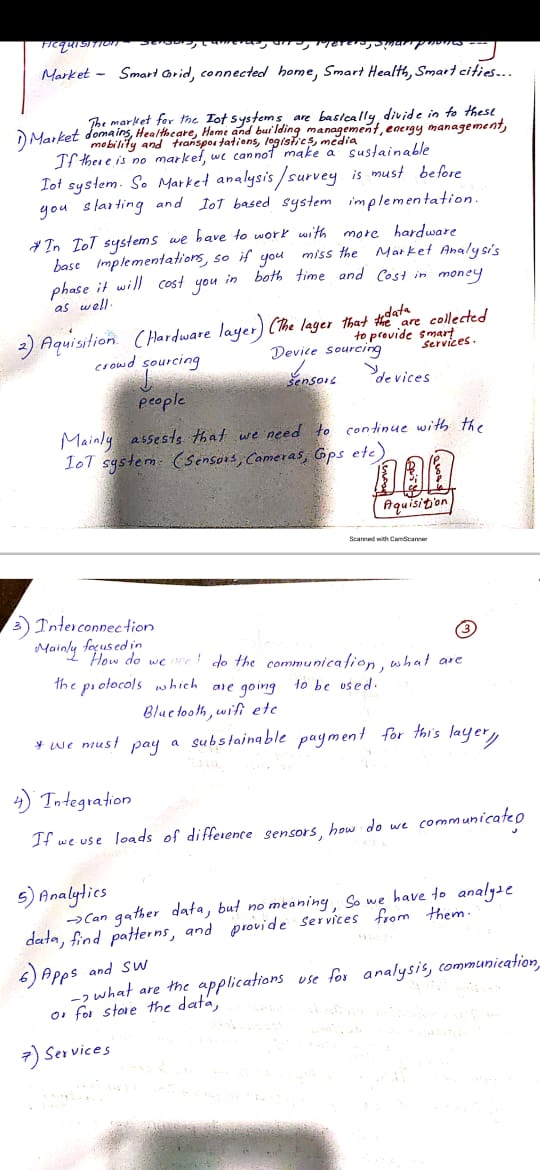 Acquisition - Sensors, Cameras, GPS, Meters, Smart phones ---
Market - Smart Grid, connected home, Smart Health, Smart cities...
The market for the Iot systems are basically divide in to these
1) Market domains, Healthcare, Home and building management, energy management,
mobility and transportations, logistics, media
If there is no market, we cannot make a sustainable
Iot system. So Market analysis/survey is must before
you starting and IOT based system implementation.
* In IoT systems we have to work with more hardware
base implementations, so if you miss the Market Analysis
phase it will cost you in both time and cost in money
as well.
2) Aquisition. (Hardware layer) (The layer that the data are collected
to provide smart services.
crowd sourcing Device sourcing
people sensors devices
Mainly assests that we need to continue with the
IoT system. (Sensors, Cameras, Gps etc)
Aquisition
Scanned with CamScanner
3) Interconnection
3
Mainly focused in
How do we do the communication, what are
the protocols which are going to be used.
Bluetooth, wifi etc
* we must pay a substainable payment for this layer,,
4) Integration
If we use loads of difference sensors, how do we communicate?
5) Analytics
→ Can gather data, but no meaning, So we have to analyze
data, find patterns, and provide services from them.
6) Apps and SW
→ what are the applications use for analysis, communication,
or for store the data,
7) Services